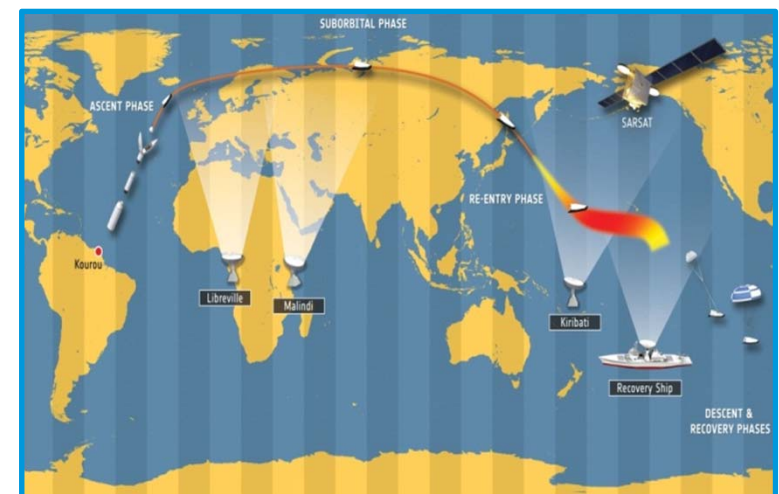 SUBORBITAL PHASE
ASCENT PHASE
SARSAT
RE-ENTRY PHASE
Kourou
Libreville
Malindi
Kiribati
Recovery Ship
DESCENT &
RECOVERY PHASES